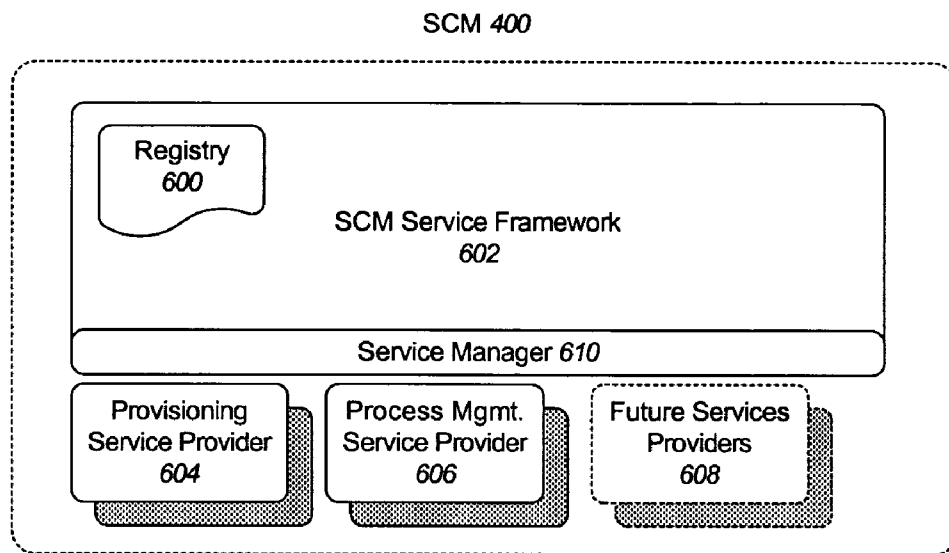 SCM 400
Registry
600
SCM Service Framework
602
Service Manager 610
Provisioning
Service Provider
604
Process Mgmt.
Service Provider
606
Future Services
Providers
608